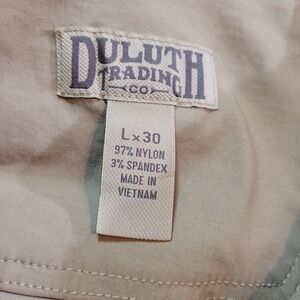 DULUTH
TRADING
CO
L x 30
97% NYLON
3% SPANDEX
MADE IN
VIETNAM